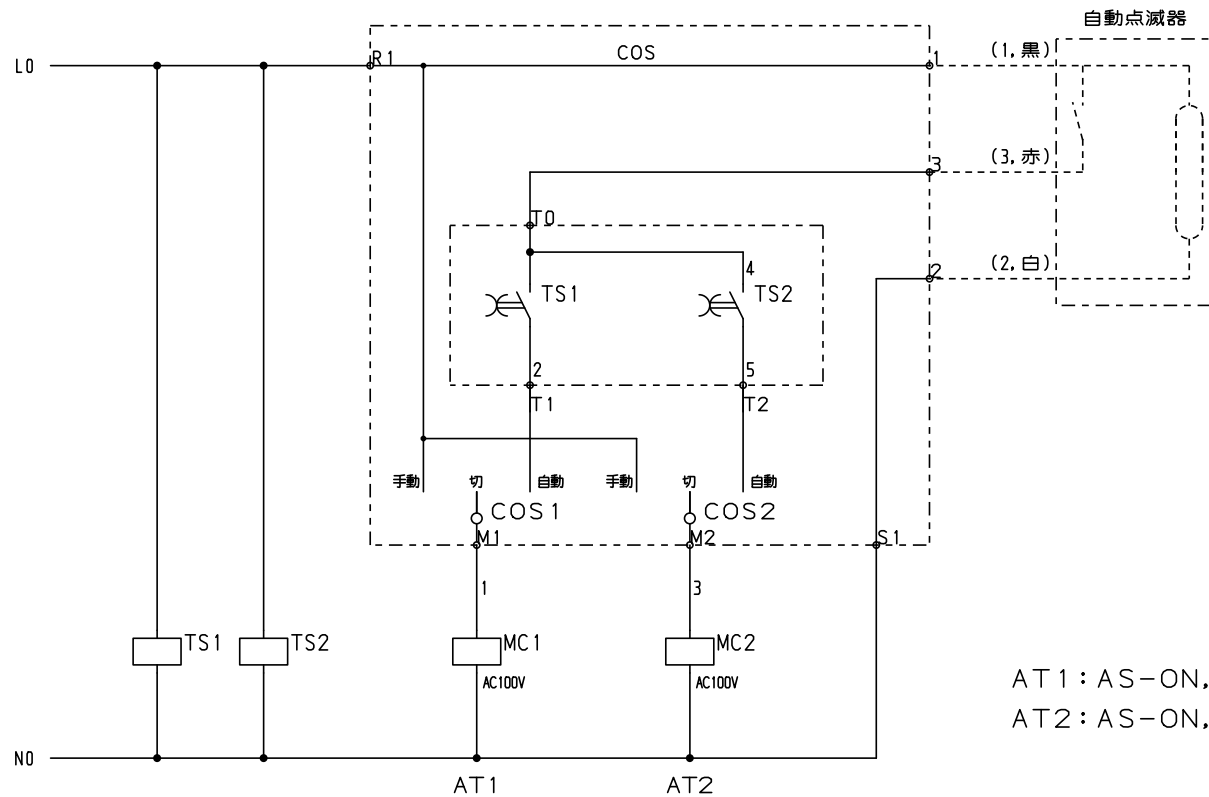 自動点滅器
L0
R1
COS
1
(1,黒)
3
(3,赤)
T0
4
TS1
TS2
2
(2,白)
2
5
T1
T2
手動
切
自動
手動
切
自動
COS1
COS2
M1
M2
S1
1
3
TS1
TS2
MC1
MC2
AC100V
AC100V
AT1:AS-ON,
AT2:AS-ON,
N0
AT1
AT2